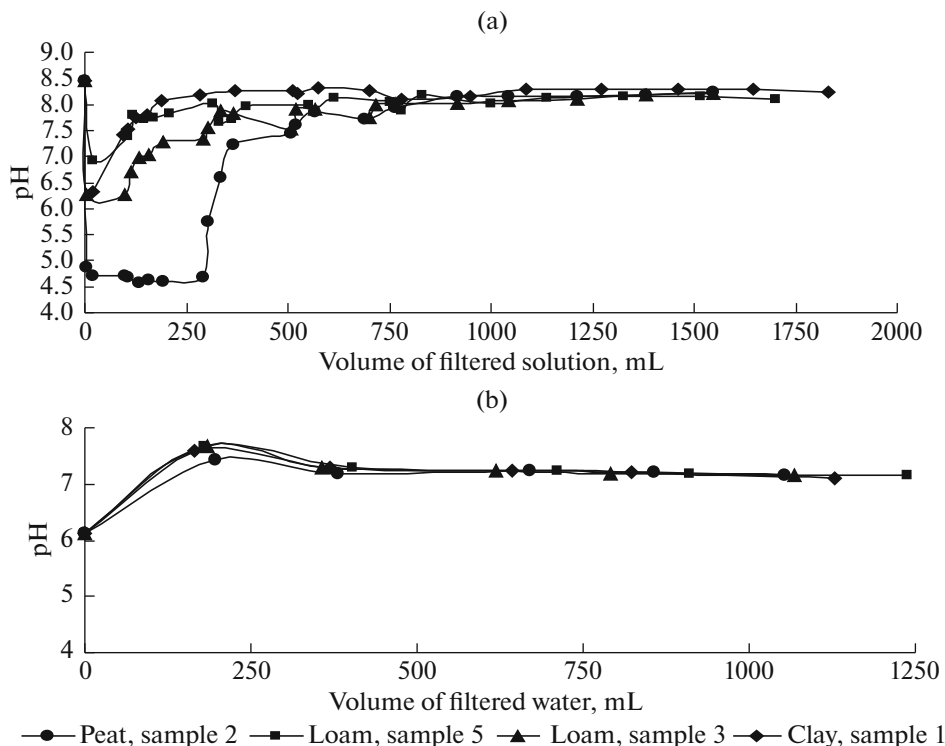 (a)
9.0
8.5
8.0
7.5
7.0
6.5
6.0
5.5
5.0
4.5
4.0
pH
0 250 500 750 1000 1250 1500 1750 2000
Volume of filtered solution, mL
(b)
8
7
6
5
4
pH
0 250 500 750 1000 1250
Volume of filtered water, mL
Peat, sample 2 Loam, sample 5 Loam, sample 3 Clay, sample 1